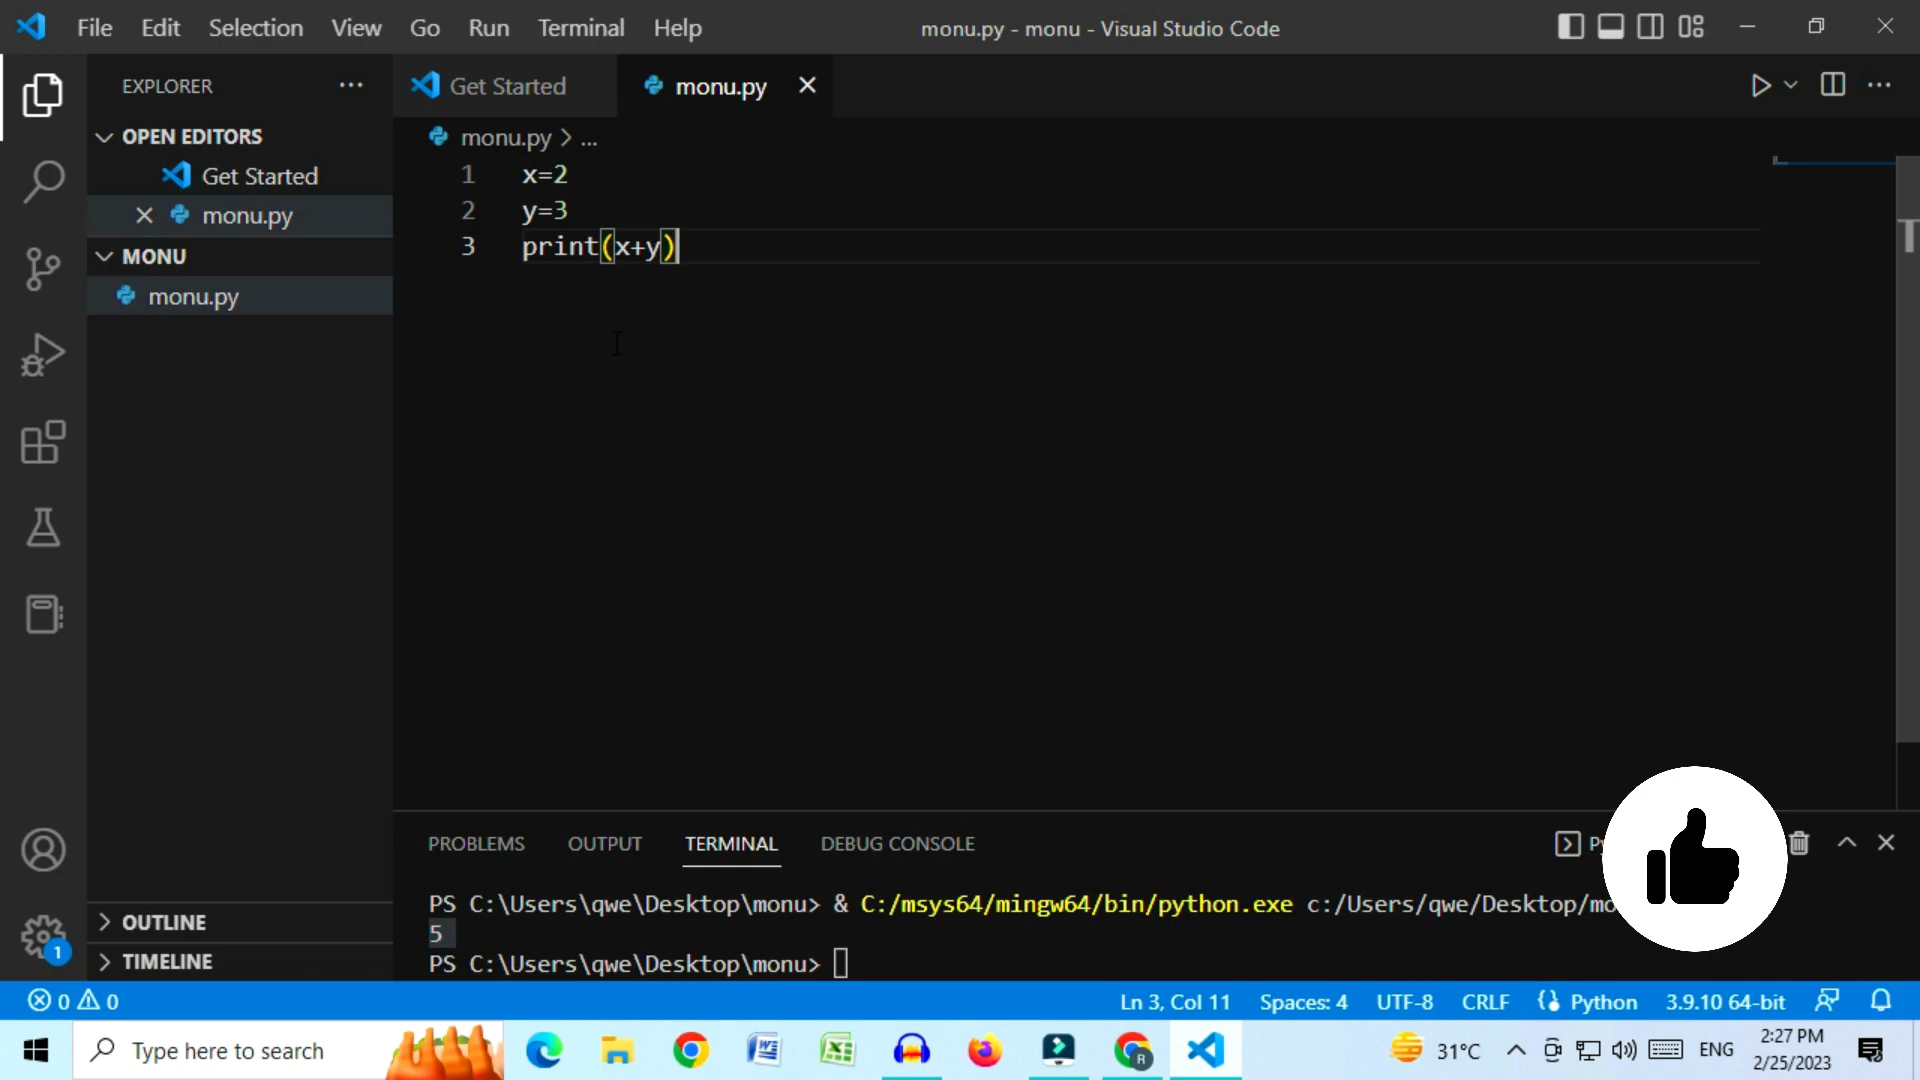 File Edit Selection View Go Run Terminal Help monu.py - monu - Visual Studio Code
EXPLORER
OPEN EDITORS
Get Started
monu.py
MONU
monu.py
OUTLINE
TIMELINE
1
Get Started monu.py
monu.py > ...
1 x=2
2 y=3
3 print(x+y)
PROBLEMS OUTPUT TERMINAL DEBUG CONSOLE
PS C:\Users\qwe\Desktop\monu> & C:/msys64/mingw64/bin/python.exe c:/Users/qwe/Desktop/
5
PS C:\Users\qwe\Desktop\monu>
0 0 Ln 3, Col 11 Spaces: 4 UTF-8 CRLF Python 3.9.10 64-bit
Type here to search 31°C ENG 2:27 PM
2/25/2023